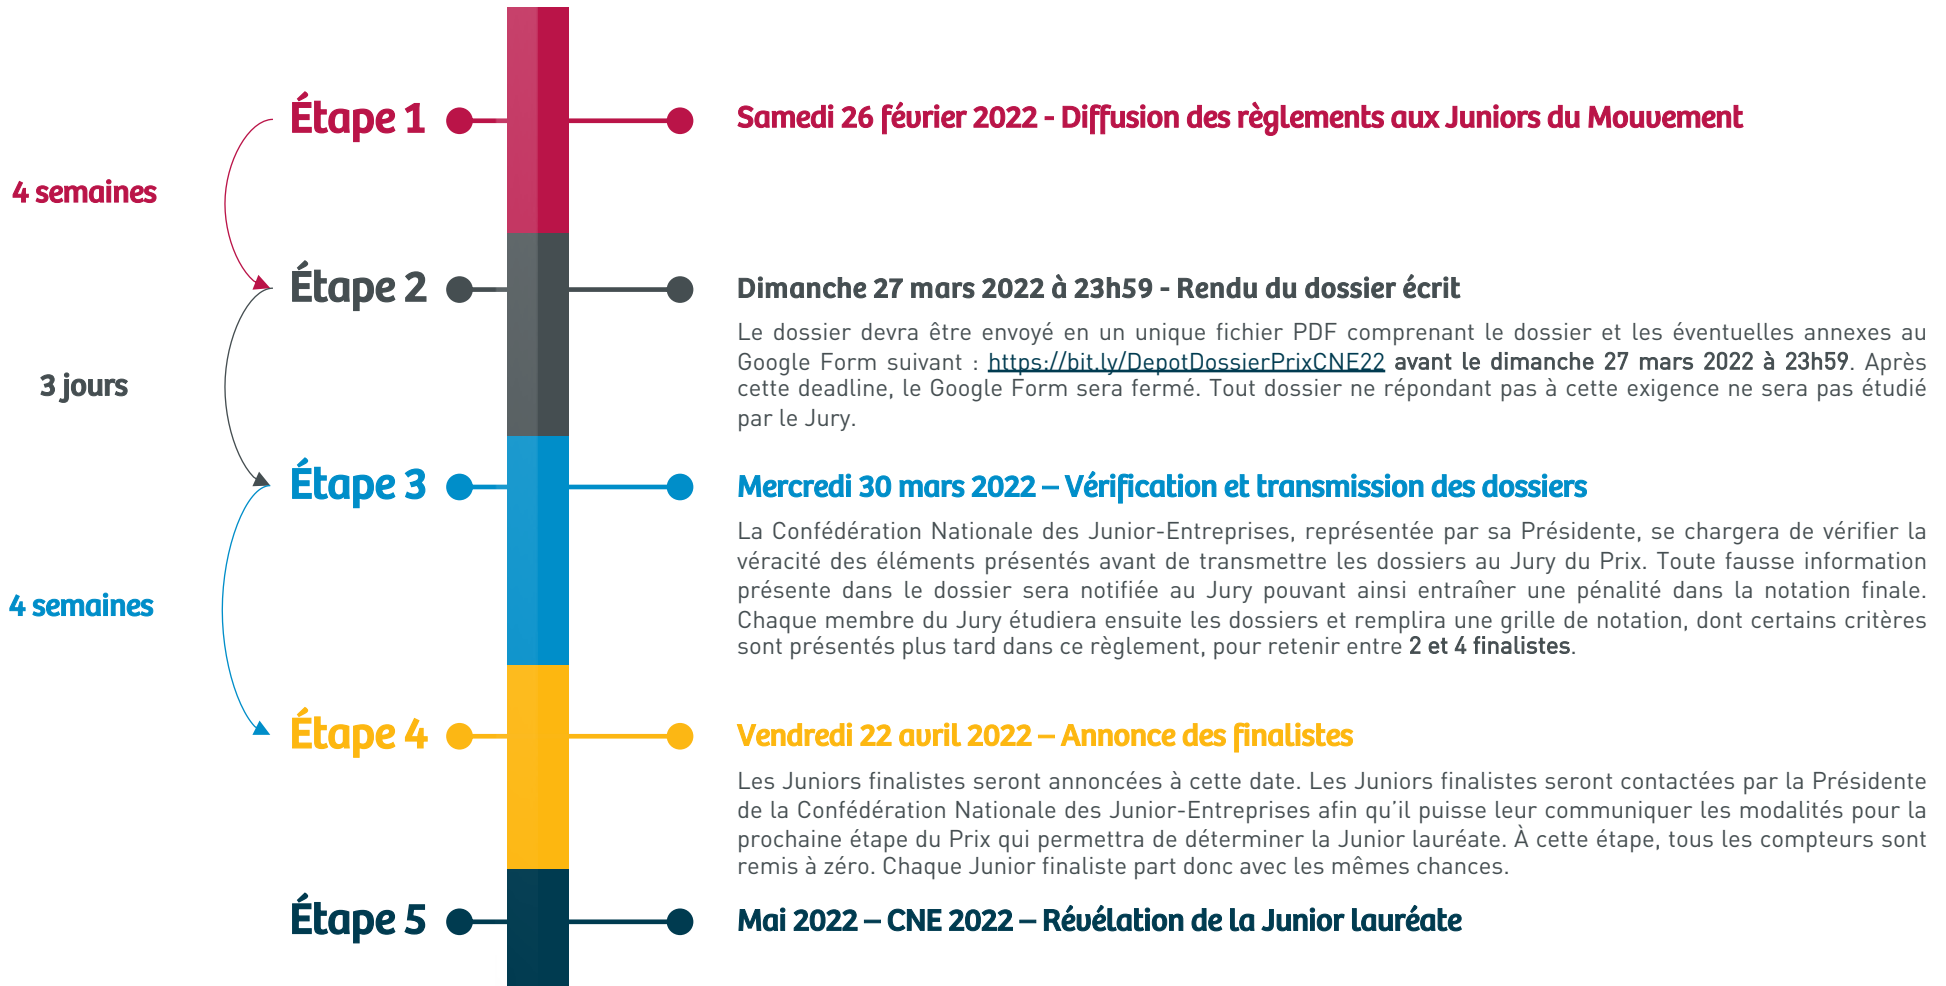 Étape 1
Samedi 26 février 2022 - Diffusion des règlements aux Juniors du Mouvement
4 semaines
Étape 2
Dimanche 27 mars 2022 à 23h59 - Rendu du dossier écrit
Le dossier devra être envoyé en un unique fichier PDF comprenant le dossier et les éventuelles annexes au
Google Form suivant : https://bit.ly/DepotDossierPrixCNE22 avant le dimanche 27 mars 2022 à 23h59. Après
cette deadline, le Google Form sera fermé. Tout dossier ne répondant pas à cette exigence ne sera pas étudié
par le Jury.
3 jours
Étape 3
Mercredi 30 mars 2022 – Vérification et transmission des dossiers
La Confédération Nationale des Junior-Entreprises, représentée par sa Présidente, se chargera de vérifier la
véracité des éléments présentés avant de transmettre les dossiers au Jury du Prix. Toute fausse information
présente dans le dossier sera notifiée au Jury pouvant ainsi entraîner une pénalité dans la notation finale.
Chaque membre du Jury étudiera ensuite les dossiers et remplira une grille de notation, dont certains critères
sont présentés plus tard dans ce règlement, pour retenir entre 2 et 4 finalistes.
4 semaines
Étape 4
Vendredi 22 avril 2022 – Annonce des finalistes
Les Juniors finalistes seront annoncées à cette date. Les Juniors finalistes seront contactées par la Présidente
de la Confédération Nationale des Junior-Entreprises afin qu'il puisse leur communiquer les modalités pour la
prochaine étape du Prix qui permettra de déterminer la Junior lauréate. À cette étape, tous les compteurs sont
remis à zéro. Chaque Junior finaliste part donc avec les mêmes chances.
Étape 5
Mai 2022 – CNE 2022 – Révélation de la Junior lauréate